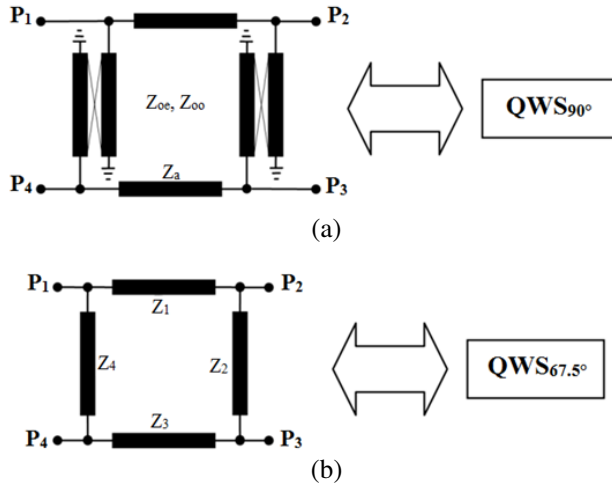 P1 P2
Zoe, Zoo
QWS90°
P4 Za P3
(a)
P1 P2
Z1
Z4 Z2
QWS67.5°
Z3
P4 P3
(b)